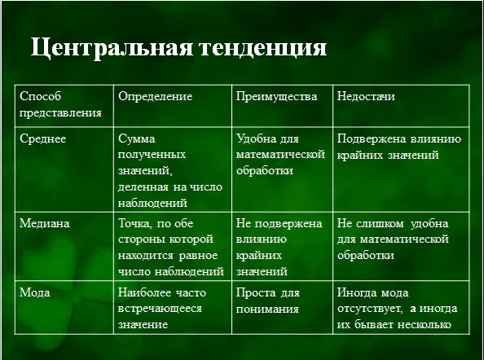 Центральная тенденция
Способ представления | Определение | Преимущества | Недостачи
Среднее | Сумма полученных значений, деленная на число наблюдений | Удобна для математической обработки | Подвержена влиянию крайних значений
Медиана | Точка, по обе стороны которой находится равное число наблюдений | Не подвержена влиянию крайних значений | Не слишком удобна для математической обработки
Мода | Наиболее часто встречающееся значение | Проста для понимания | Иногда мода отсутствует, а иногда их бывает несколько